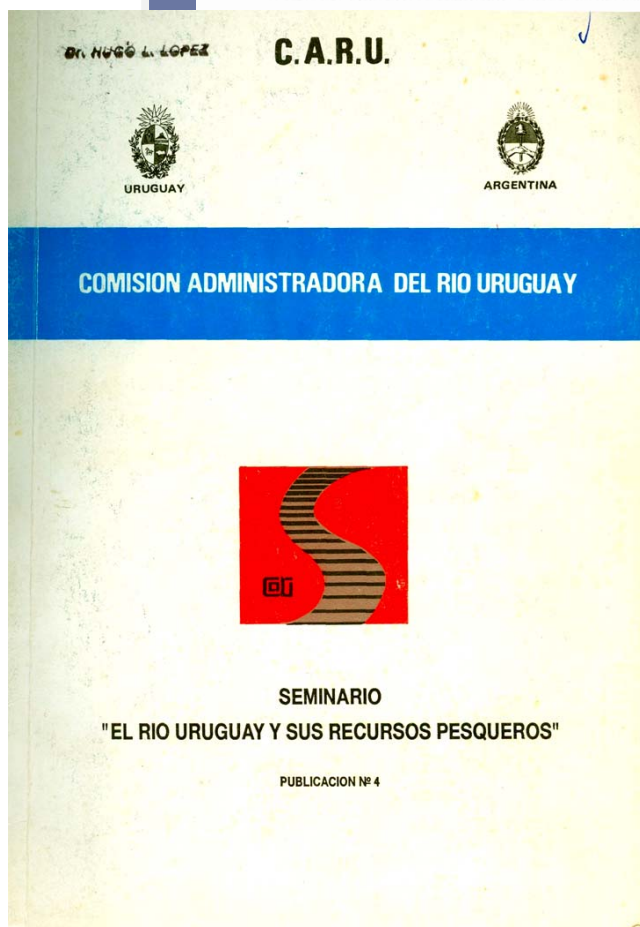 Dr. HUGO L. LOPEZ
C.A.R.U.
URUGUAY
ARGENTINA
COMISION ADMINISTRADORA DEL RIO URUGUAY
SEMINARIO
"EL RIO URUGUAY Y SUS RECURSOS PESQUEROS"
PUBLICACION Nº 4